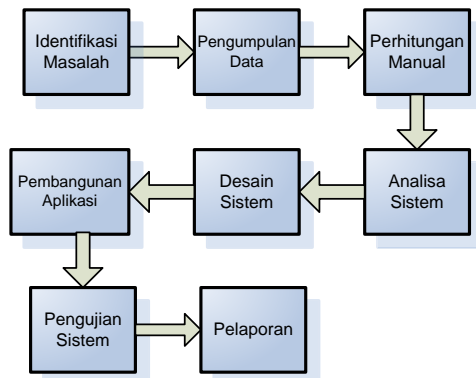 Identifikasi
Masalah
Pengumpulan
Data
Perhitungan
Manual
Analisa
Sistem
Desain
Sistem
Pembangunan
Aplikasi
Pengujian
Sistem
Pelaporan